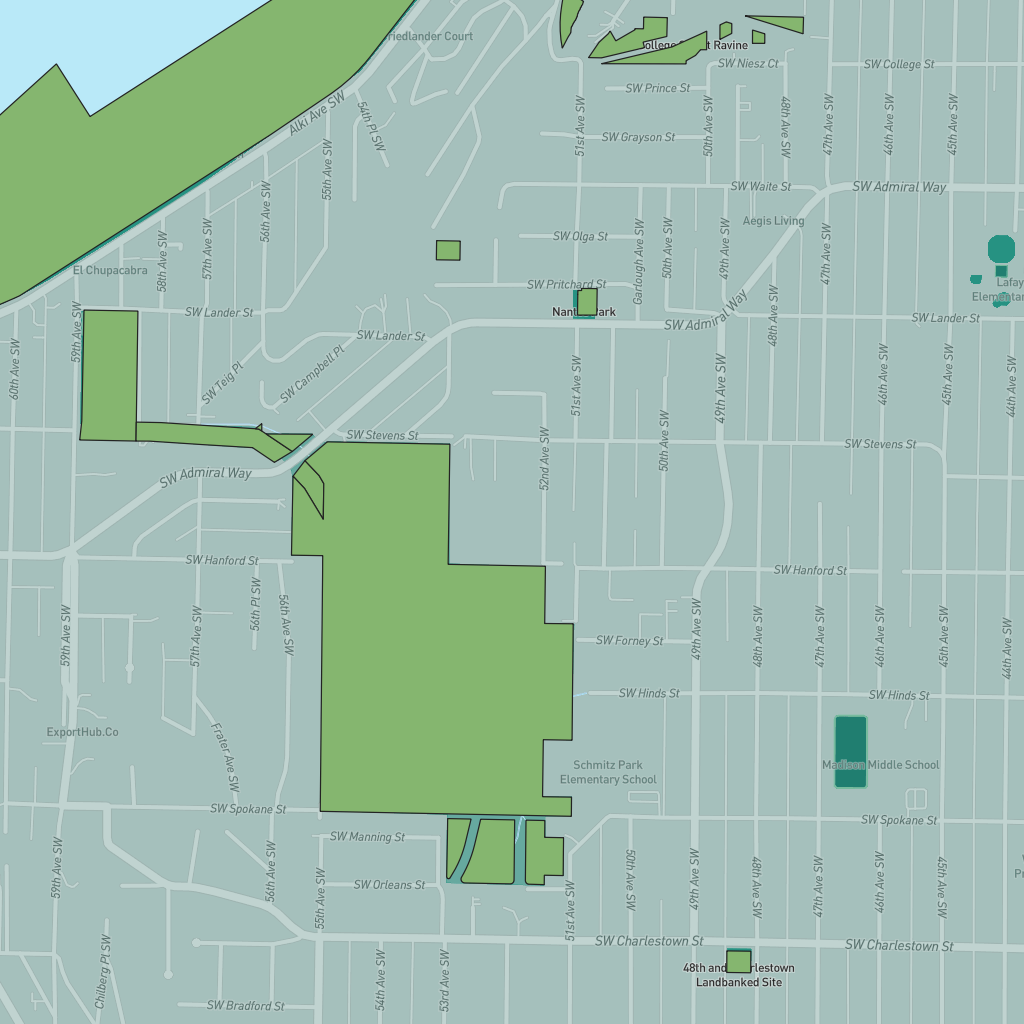 Friedlander Court
College Street Ravine
SW Niesz Ct
SW College St
SW Prince St
Alki Ave SW
54th Pl SW
51st Ave SW
50th Ave SW
48th Ave SW
47th Ave SW
46th Ave SW
45th Ave SW
SW Grayson St
55th Ave SW
SW Waite St
SW Admiral Way
56th Ave SW
57th Ave SW
58th Ave SW
Aegis Living
SW Olga St
Garlough Ave SW
50th Ave SW
49th Ave SW
47th Ave SW
El Chupacabra
SW Pritchard St
48th Ave SW
Elementar
SW Lander St
SW Lander St
SW Admiral Way
SW Lander St
59th Ave SW
60th Ave SW
SW Teig Pl
SW Campbell Pl
51st Ave SW
49th Ave SW
46th Ave SW
45th Ave SW
44th Ave SW
SW Stevens St
50th Ave SW
SW Stevens St
52nd Ave SW
SW Admiral Way
SW Hanford St
SW Hanford St
56th Pl SW
56th Ave SW
59th Ave SW
57th Ave SW
SW Forney St
49th Ave SW
48th Ave SW
47th Ave SW
46th Ave SW
45th Ave SW
44th Ave SW
SW Hinds St
SW Hinds St
ExportHub.Co
Frater Ave SW
Schmitz Park
Elementary School
Madison Middle School
SW Spokane St
SW Spokane St
SW Manning St
59th Ave SW
56th Ave SW
55th Ave SW
SW Orleans St
51st Ave SW
50th Ave SW
49th Ave SW
48th Ave SW
47th Ave SW
46th Ave SW
45th Ave SW
SW Charlestown St
SW Charlestown St
Chilberg Pl SW
54th Ave SW
53rd Ave SW
48th and Charlestown
Landbanked Site
SW Bradford St